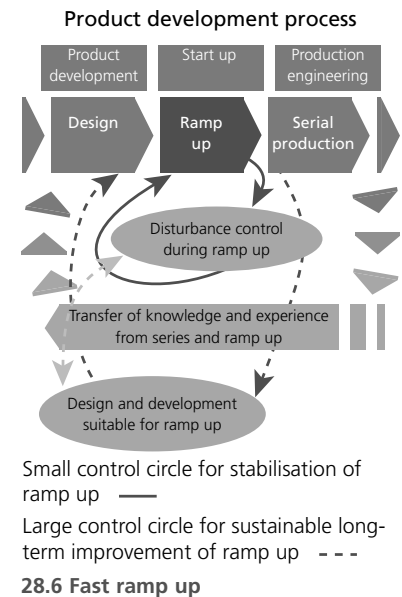 Product development process
Product
development
Start up
Production
engineering
Design
Ramp
up
Serial
production
Disturbance control
during ramp up
Transfer of knowledge and experience
from series and ramp up
Design and development
suitable for ramp up
Small control circle for stabilisation of
ramp up
Large control circle for sustainable long-
term improvement of ramp up
28.6 Fast ramp up